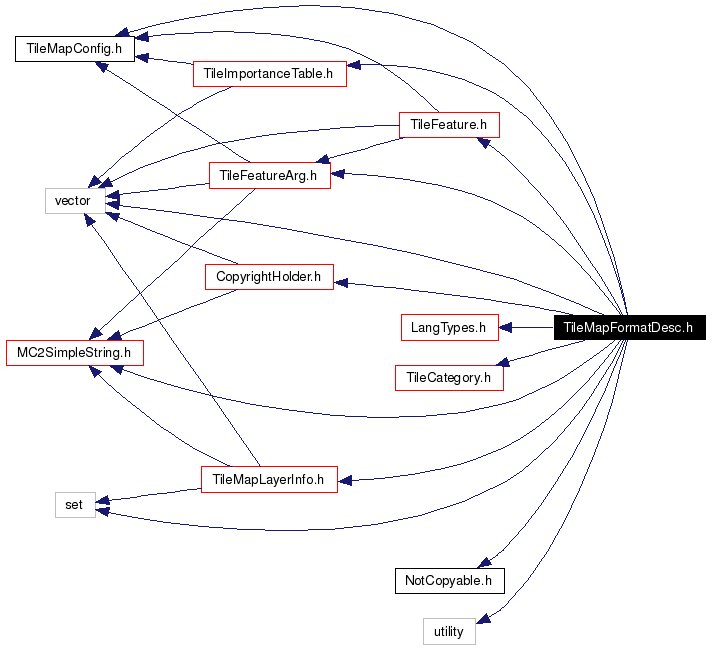 TileMapConfig.h
TileImportanceTable.h
TileFeature.h
TileFeatureArg.h
vector
CopyrightHolder.h
LangTypes.h
TileMapFormatDesc.h
MC2SimpleString.h
TileCategory.h
TileMapLayerInfo.h
set
NotCopyable.h
utility